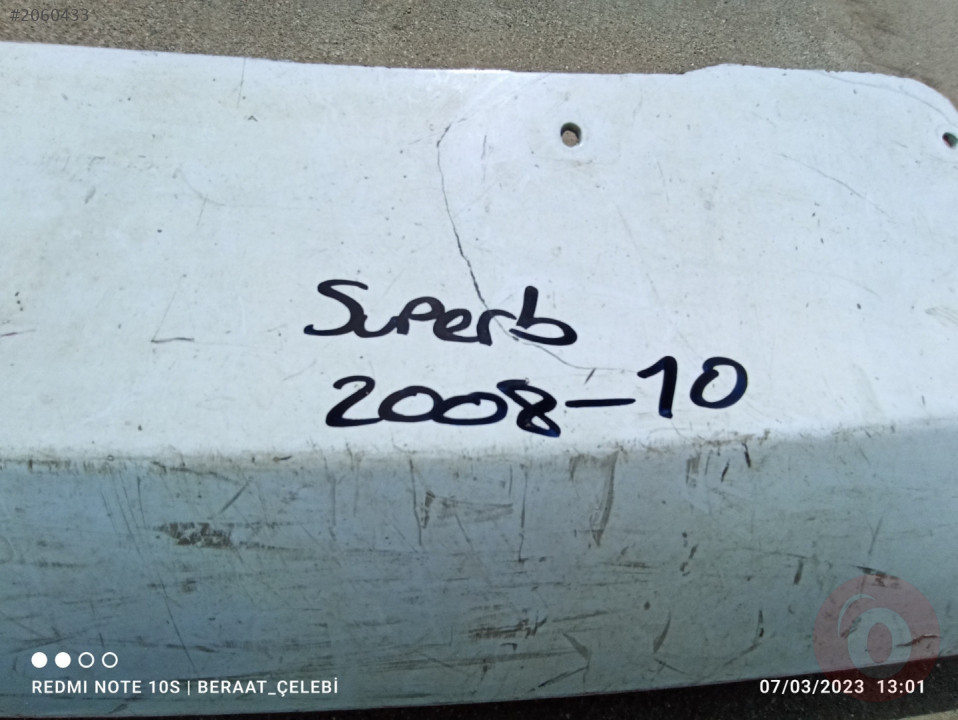 #2060433
Superb
2008-10
REDMI NOTE 10S | BERAAT_ÇELEBİ
07/03/2023 13:01